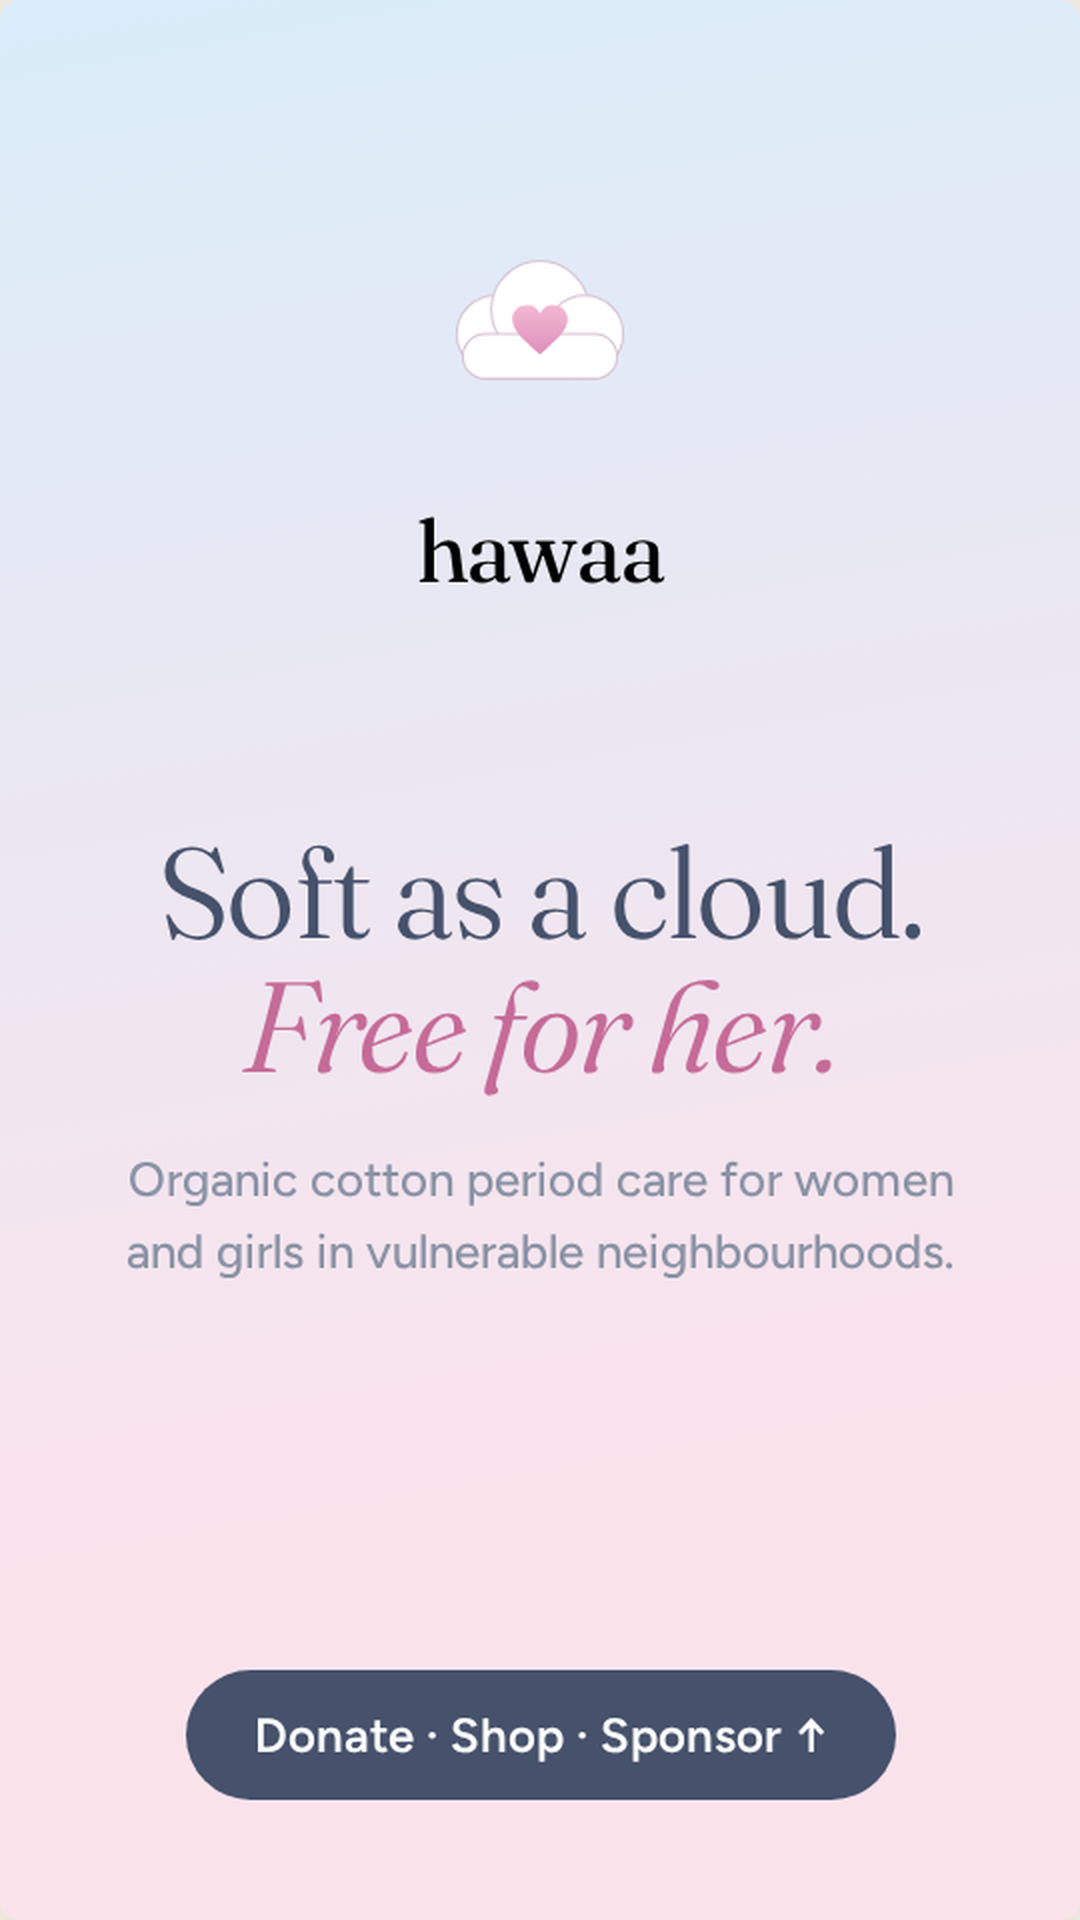 hawaa
Soft as a cloud.
Free for her.
Organic cotton period care for women
and girls in vulnerable neighbourhoods.
Donate · Shop · Sponsor ↑